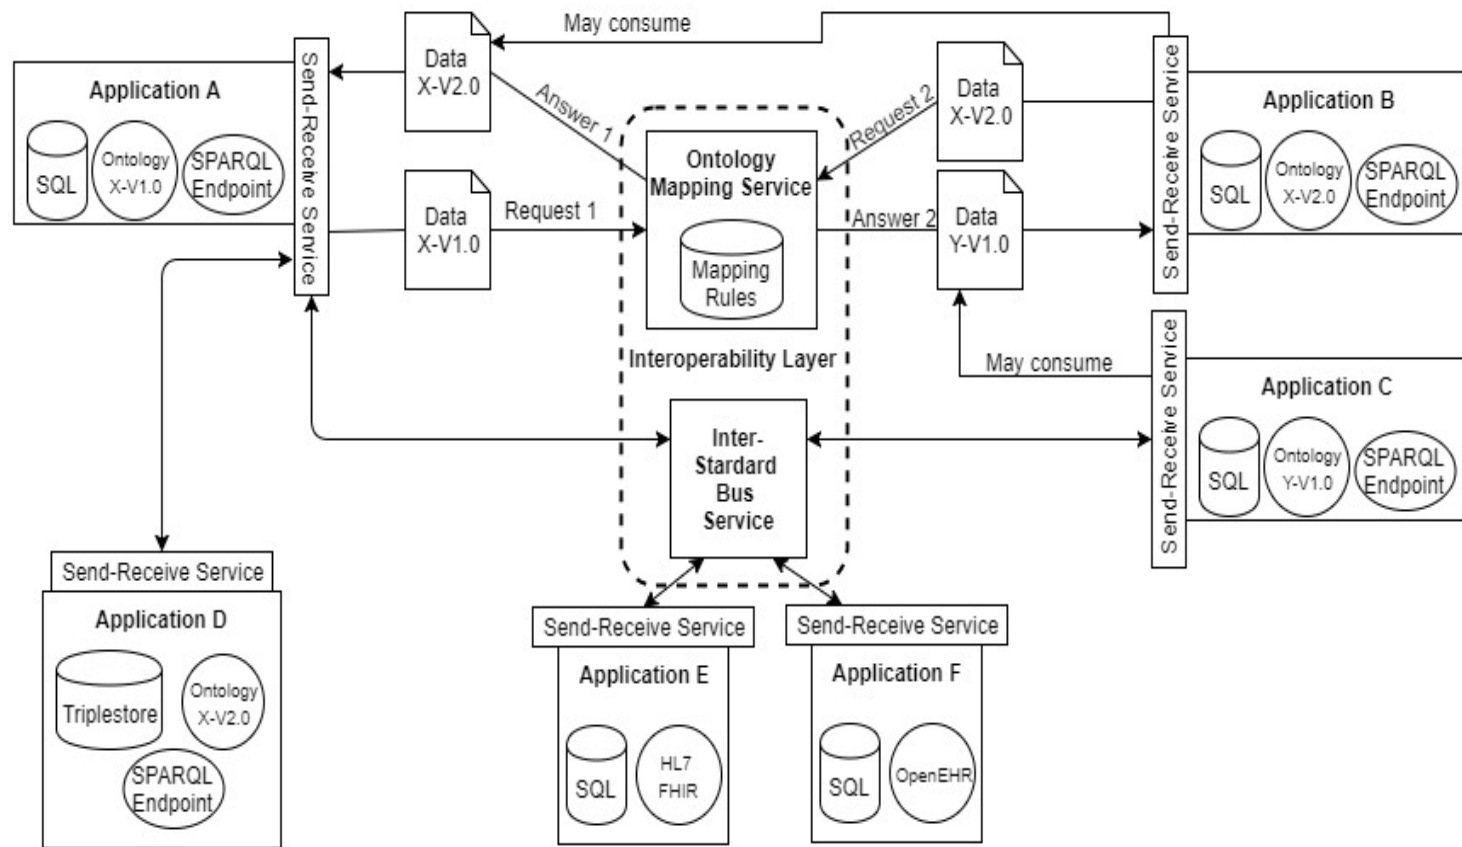 May consume
Send-Receive Service
Application A
SQL
Ontology
X-V1.0
SPARQL
Endpoint
Data
X-V2.0
Answer 1
Data
X-V1.0
Request 1
Ontology
Mapping Service
Mapping
Rules
Interoperability Layer
Request 2
Data
X-V2.0
Answer 2
Data
Y-V1.0
Send-Receive Service
Application B
SQL
Ontology
X-V2.0
SPARQL
Endpoint
May consume
Send-Receive Service
Application C
SQL
Ontology
Y-V1.0
SPARQL
Endpoint
Inter-
Stardard
Bus
Service
Send-Receive Service
Application D
Triplestore
Ontology
X-V2.0
SPARQL
Endpoint
Send-Receive Service
Application E
SQL
HL7
FHIR
Send-Receive Service
Application F
SQL
OpenEHR